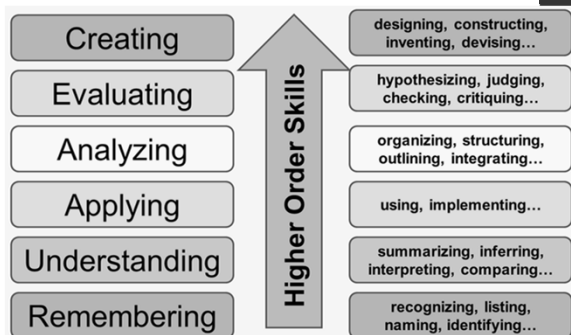 Creating
designing, constructing,
inventing, devising…
Evaluating
hypothesizing, judging,
checking, critiquing…
Analyzing
organizing, structuring,
outlining, integrating…
Applying
using, implementing…
Understanding
summarizing, inferring,
interpreting, comparing…
Remembering
recognizing, listing,
naming, identifying…
Higher Order Skills